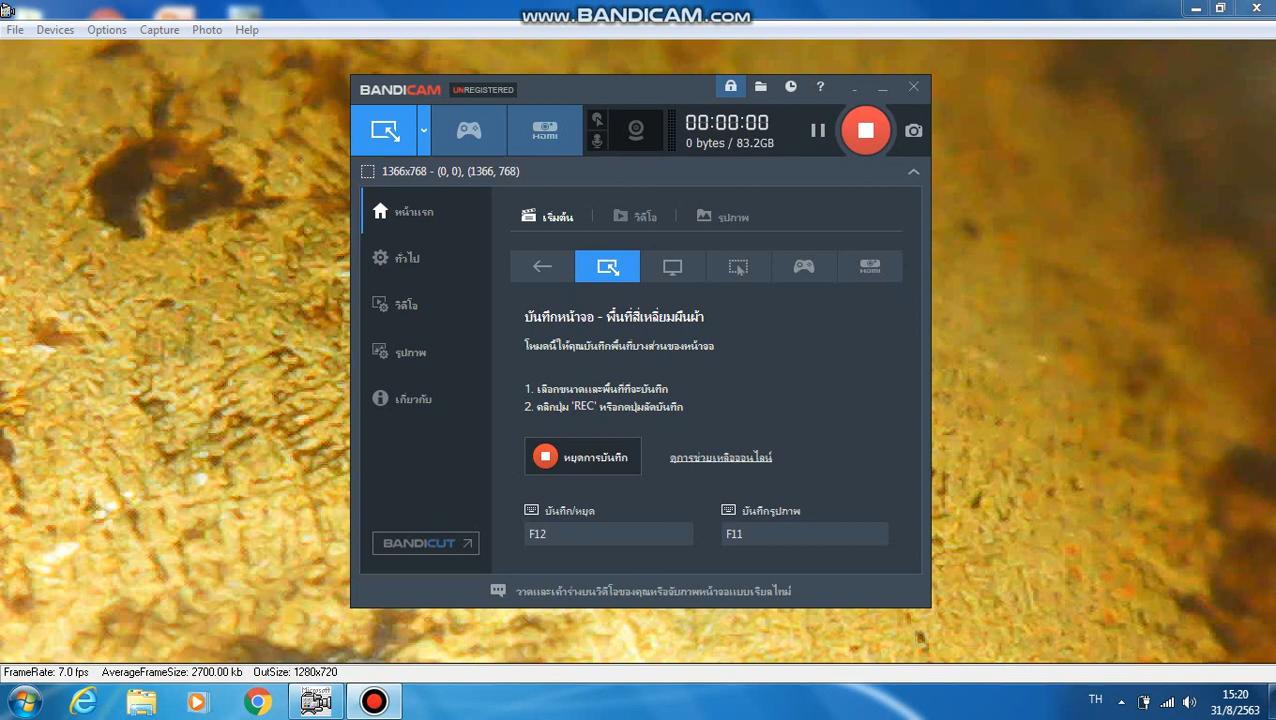 www.BANDICAM.com
File Devices Options Capture Photo Help
BANDICAM UNREGISTERED
HDMI
00:00:00
0 bytes / 83.2GB
1366x768 - (0, 0), (1366, 768)
หน้าแรก
ทั่วไป
วิดีโอ
รูปภาพ
เกี่ยวกับ
BANDICUT
เริ่มต้น วิดีโอ รูปภาพ
HDMI
บันทึกหน้าจอ - พื้นที่สี่เหลี่ยมผืนผ้า
โหมดนี้ให้คุณบันทึกพื้นที่บางส่วนของหน้าจอ
1. เลือกขนาดและพื้นที่ที่จะบันทึก
2. คลิกปุ่ม 'REC' หรือกดปุ่มลัดบันทึก
หยุดการบันทึก ดูการช่วยเหลือออนไลน์
บันทึก/หยุด บันทึกรูปภาพ
F12 F11
วาดและเค้าร่างบนวิดีโอของคุณหรือจับภาพหน้าจอแบบเรียลไทม์
FrameRate: 7.0 fps AverageFrameSize: 2700.00 kb OutSize: 1280x720
Microsoft
TH
15:20
31/8/2563